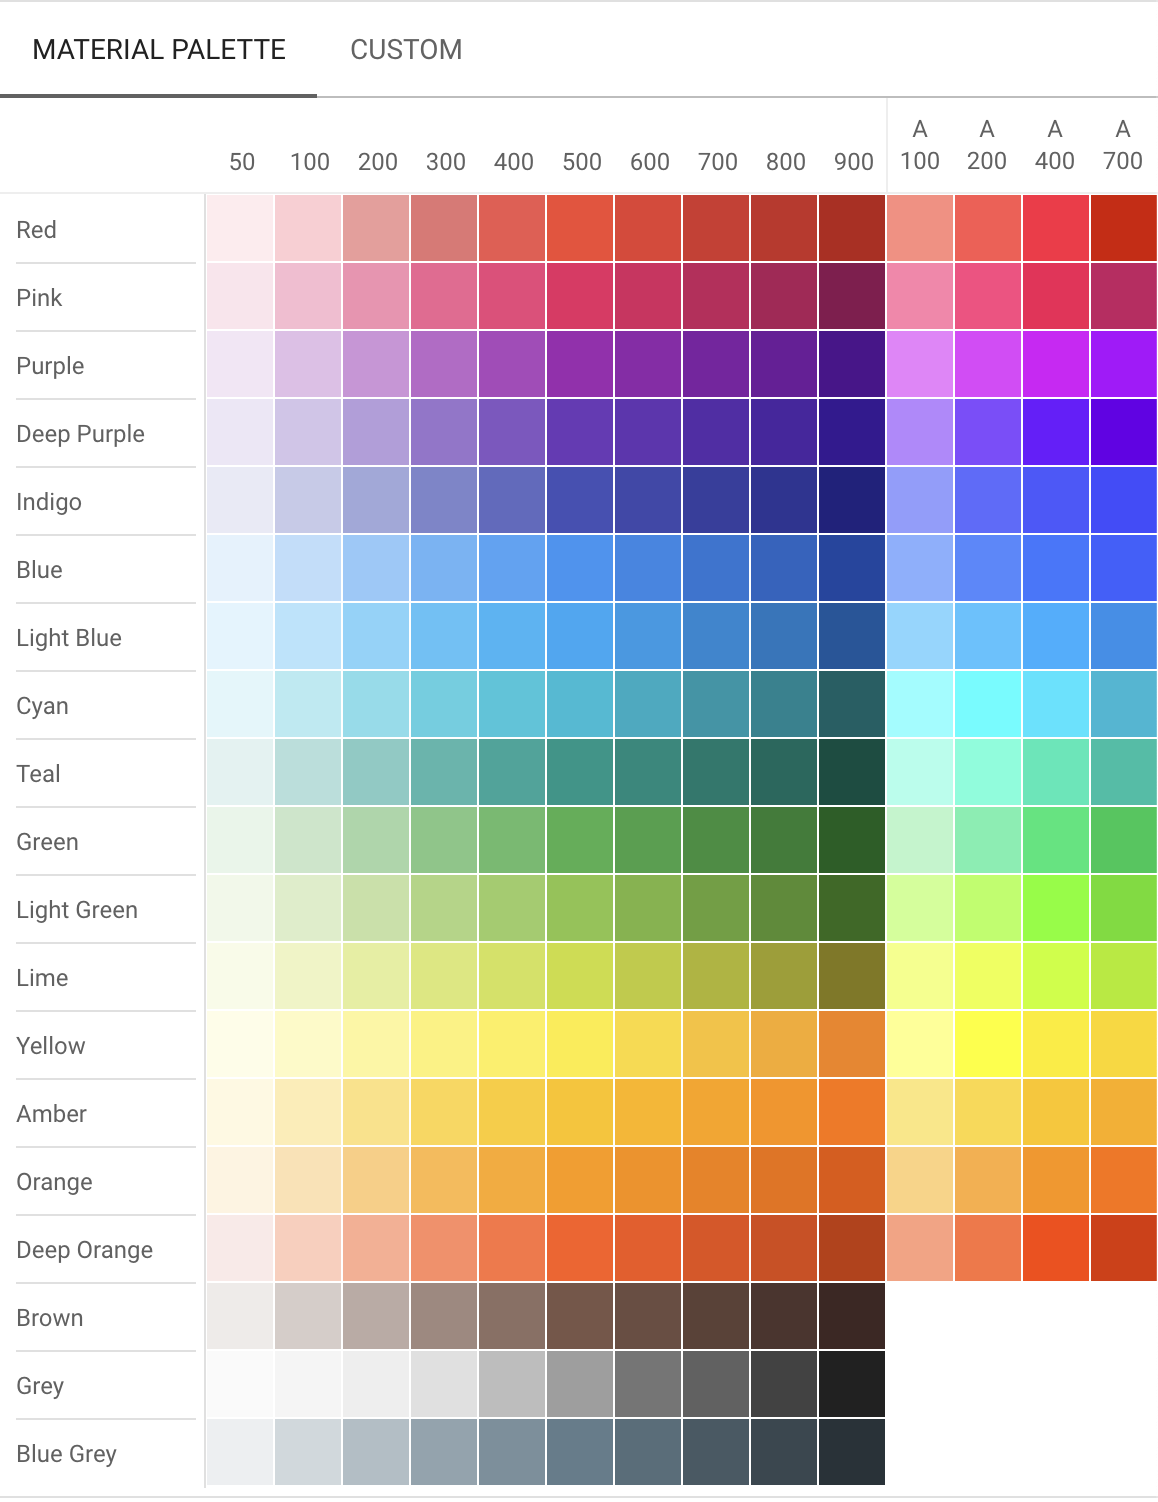 MATERIAL PALETTE CUSTOM
50 100 200 300 400 500 600 700 800 900 A 100 A 200 A 400 A 700
Red
Pink
Purple
Deep Purple
Indigo
Blue
Light Blue
Cyan
Teal
Green
Light Green
Lime
Yellow
Amber
Orange
Deep Orange
Brown
Grey
Blue Grey